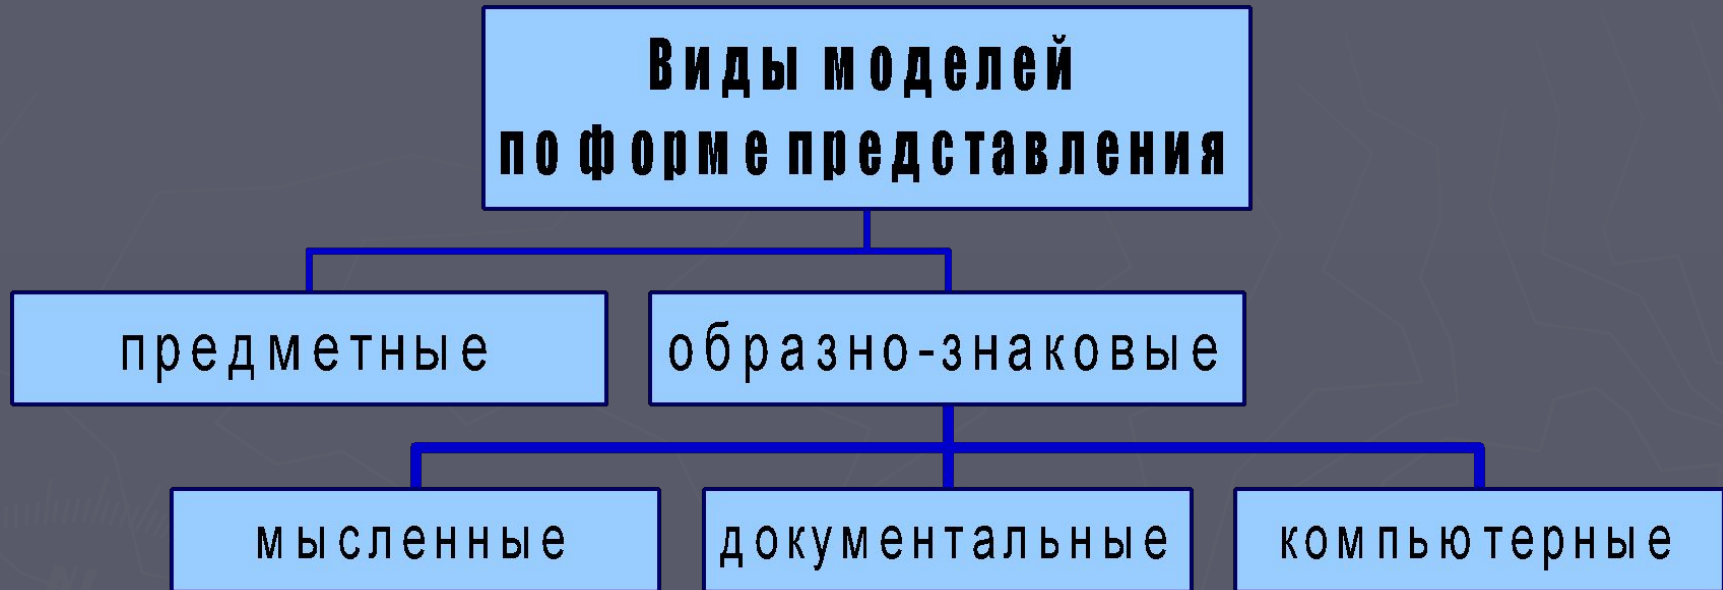 Виды моделей
по форме представления
предметные
образно-знаковые
мысленные
документальные
компьютерные